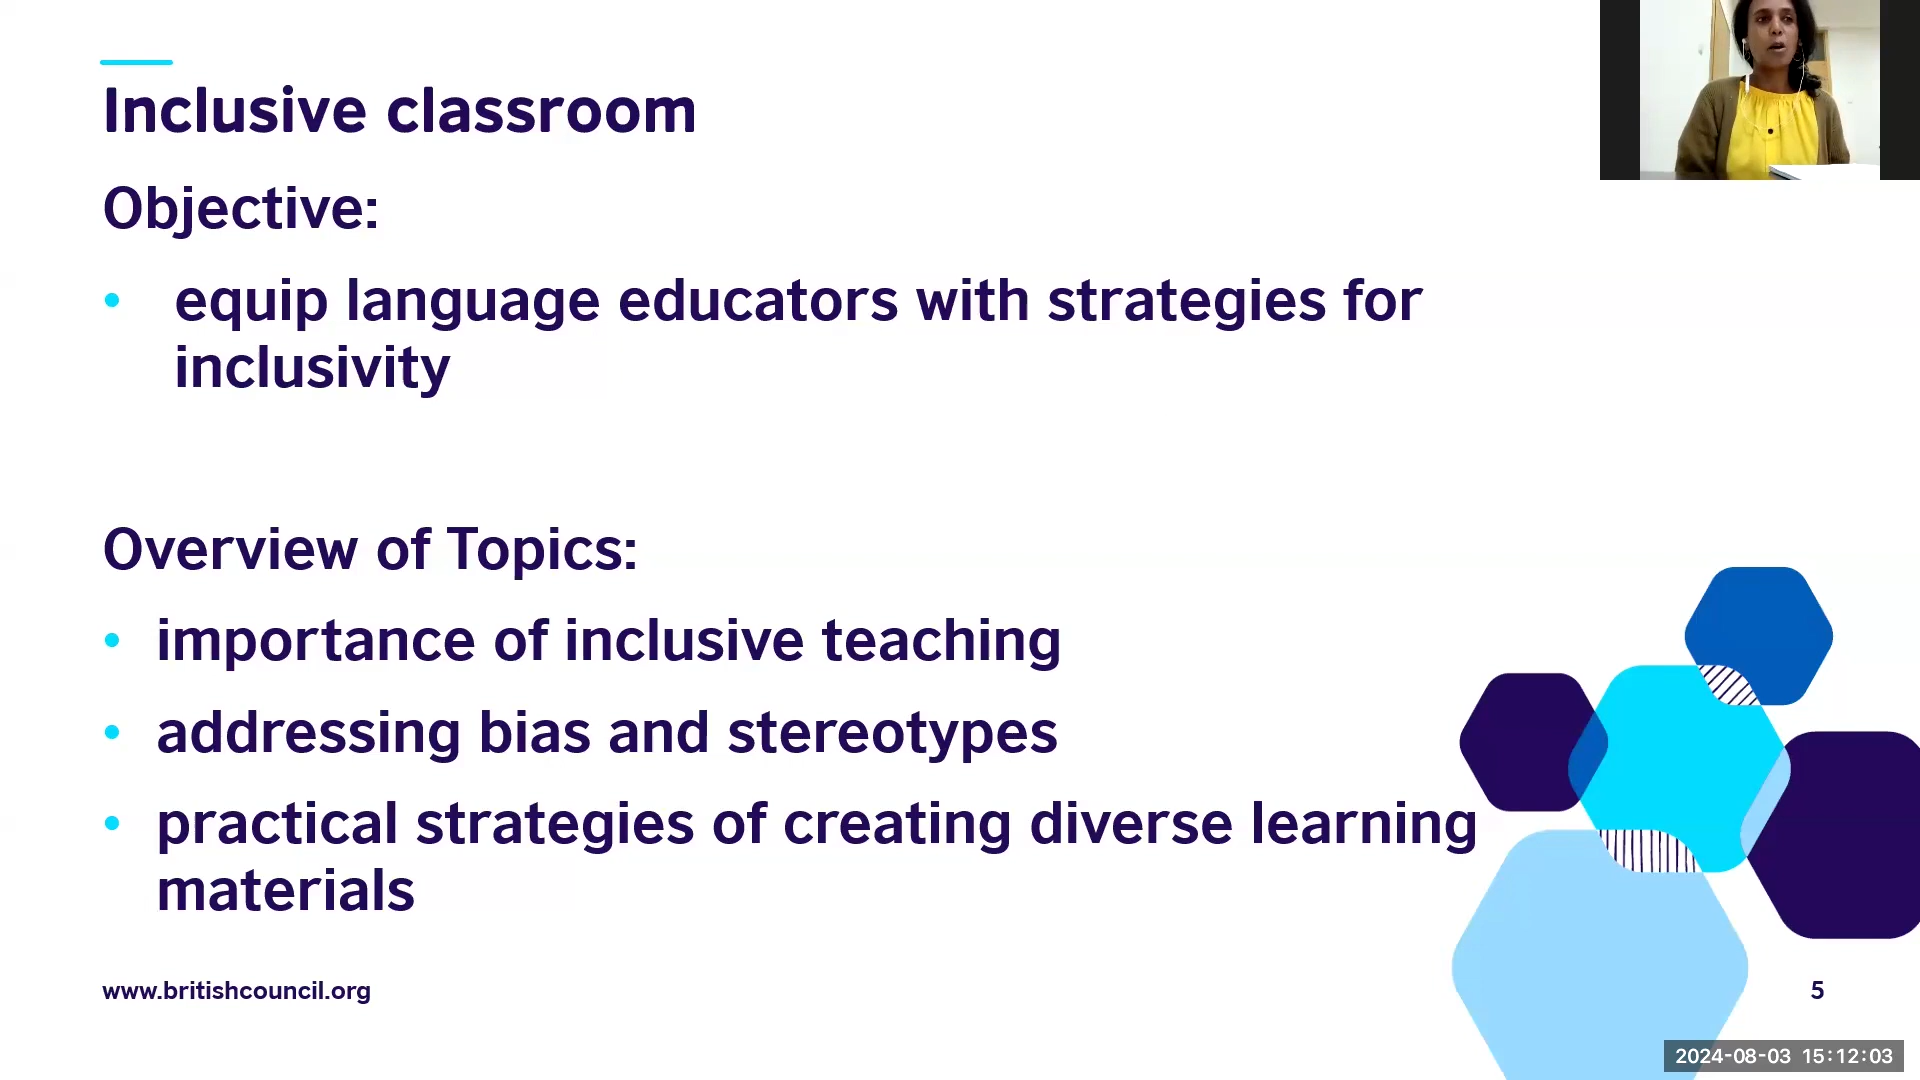 Inclusive classroom
Objective:
• equip language educators with strategies for
inclusivity
Overview of Topics:
• importance of inclusive teaching
• addressing bias and stereotypes
• practical strategies of creating diverse learning
materials
www.britishcouncil.org
5
2024-08-03 15:12:03